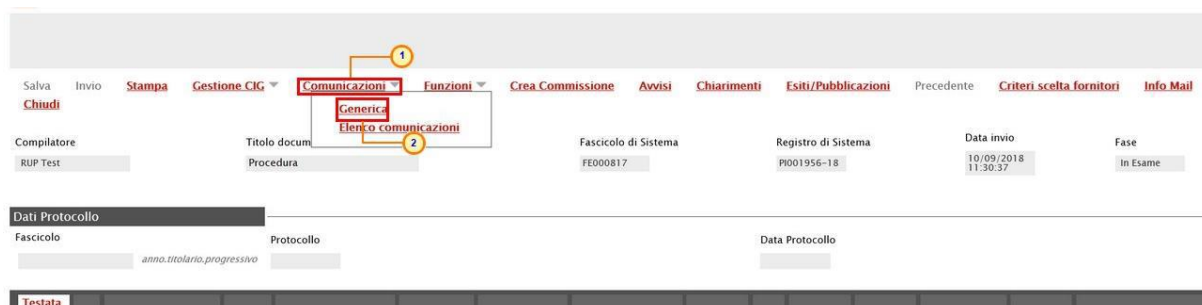 1
Salva Invio Stampa Gestione CIG Comunicazioni Funzioni Crea Commissione Avvisi Chiarimenti Esiti/Pubblicazioni Precedente Criteri scelta fornitori Info Mail
Chiudi
Generica
Elenco comunicazioni
2
Compilatore Titolo docum Fascicolo di Sistema Registro di Sistema Data invio Fase
RUP Test Procedura FE000817 PI001956-18 10/09/2018 In Esame
11:30:37
Dati Protocollo
Fascicolo Protocollo Data Protocollo
anno.titolario.progressivo
Testata